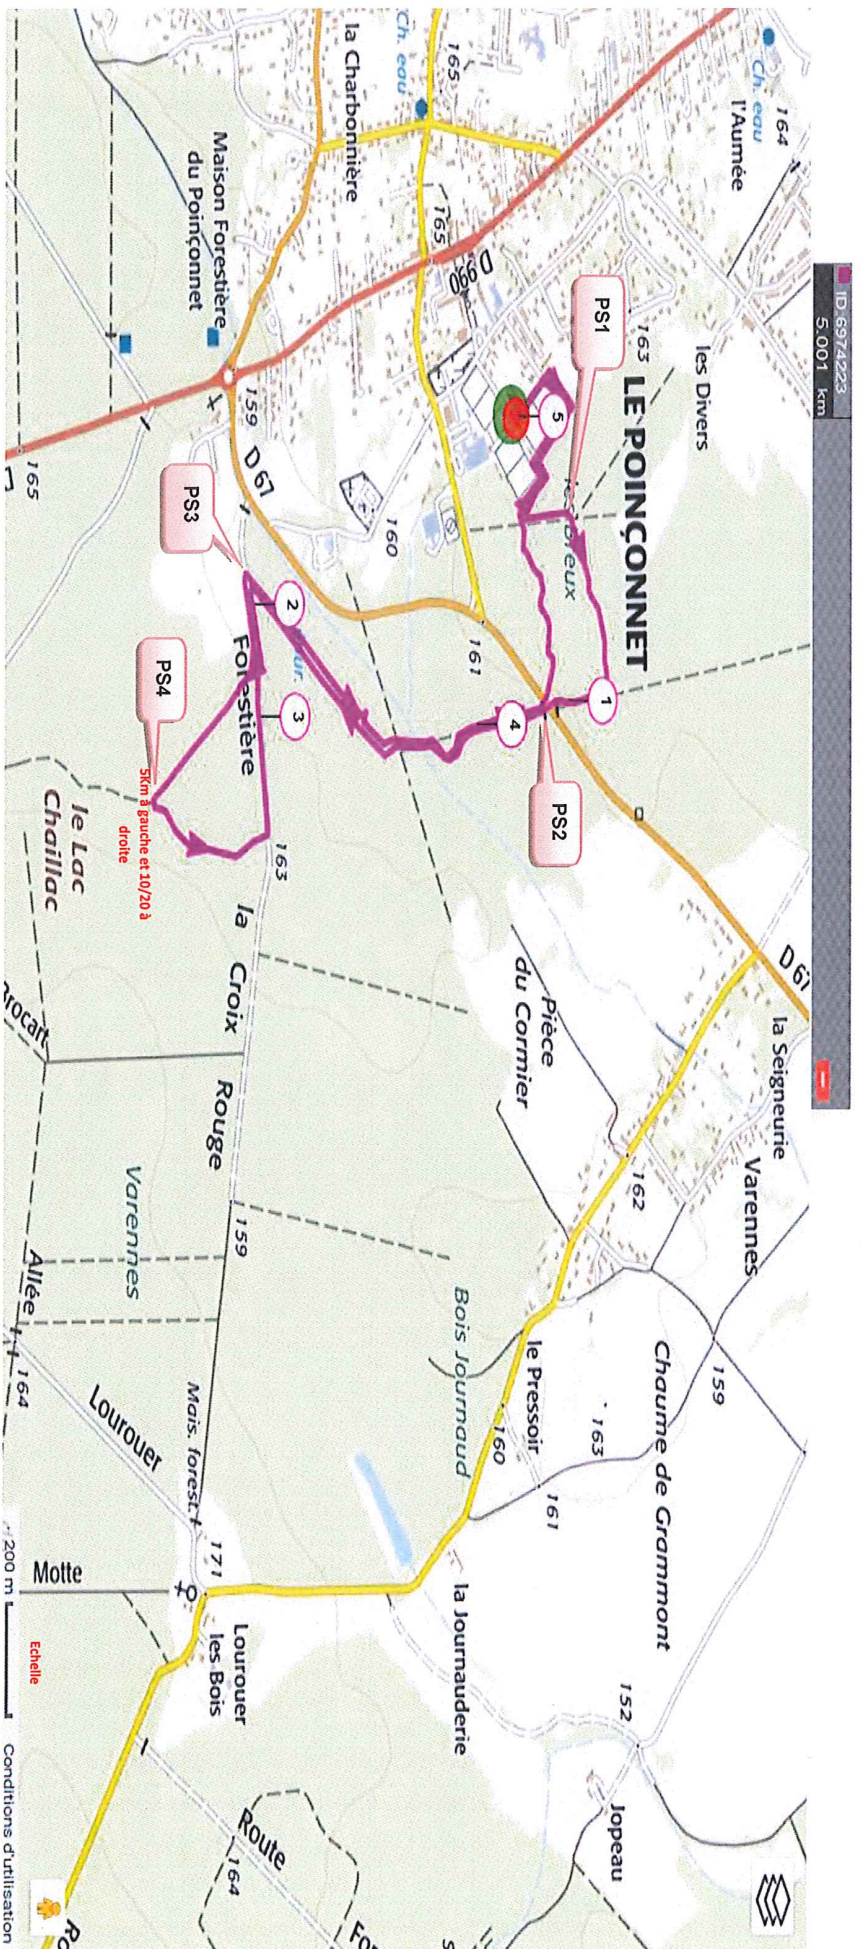 ID:6974223
5.001 km
Ch. eau
164
l'Aumée
les Divers
163
LE POINÇONNET
PS1
5
1
D 67
la Seigneurie
Varennes
159
Chaume de Grammont
152
Jopeau
165
Ch. eau
la Charbonnière
165
D 990
161
4
PS2
Pièce
du Cormier
162
le Pressoir
163
160
161
Bois Journaud
la Journauderie
Maison Forestière
du Poinçonnet
159
D 67
160
PS3
2
3
Forestière
PS4
5Km à gauche et 10/20 à
droite
163
la Croix Rouge
159
le Lac
Chaillac
165
Varennes
Allée
164
Lourouer
Mais. forest.
171
Lourouer
les Bois
Motte
Route
164
Echelle
200 m
Conditions d'utilisation